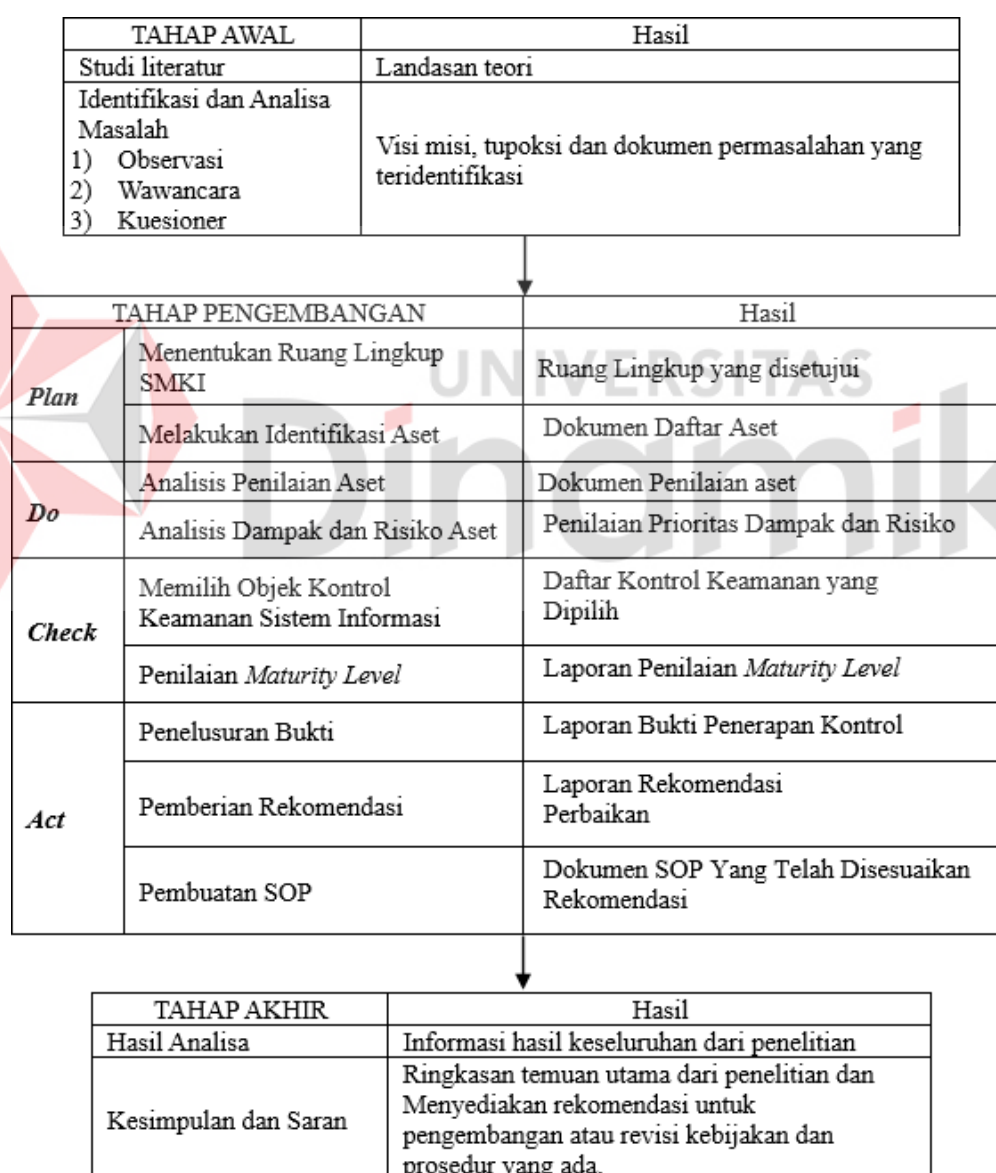 TAHAP AWAL
Hasil
Studi literatur
Landasan teori
Identifikasi dan Analisa
Masalah
1) Observasi
2) Wawancara
3) Kuesioner
Visi misi, tupoksi dan dokumen permasalahan yang
teridentifikasi
TAHAP PENGEMBANGAN
Hasil
Plan
Menentukan Ruang Lingkup
SMKI
Ruang Lingkup yang disetujui
Melakukan Identifikasi Aset
Dokumen Daftar Aset
Do
Analisis Penilaian Aset
Dokumen Penilaian aset
Analisis Dampak dan Risiko Aset
Penilaian Prioritas Dampak dan Risiko
Check
Memilih Objek Kontrol
Keamanan Sistem Informasi
Daftar Kontrol Keamanan yang
Dipilih
Penilaian Maturity Level
Laporan Penilaian Maturity Level
Act
Penelusuran Bukti
Laporan Bukti Penerapan Kontrol
Pemberian Rekomendasi
Laporan Rekomendasi
Perbaikan
Pembuatan SOP
Dokumen SOP Yang Telah Disesuaikan
Rekomendasi
TAHAP AKHIR
Hasil
Hasil Analisa
Informasi hasil keseluruhan dari penelitian
Kesimpulan dan Saran
Ringkasan temuan utama dari penelitian dan
Menyediakan rekomendasi untuk
pengembangan atau revisi kebijakan dan
prosedur yang ada.
UNIVERSITAS
Dinamik